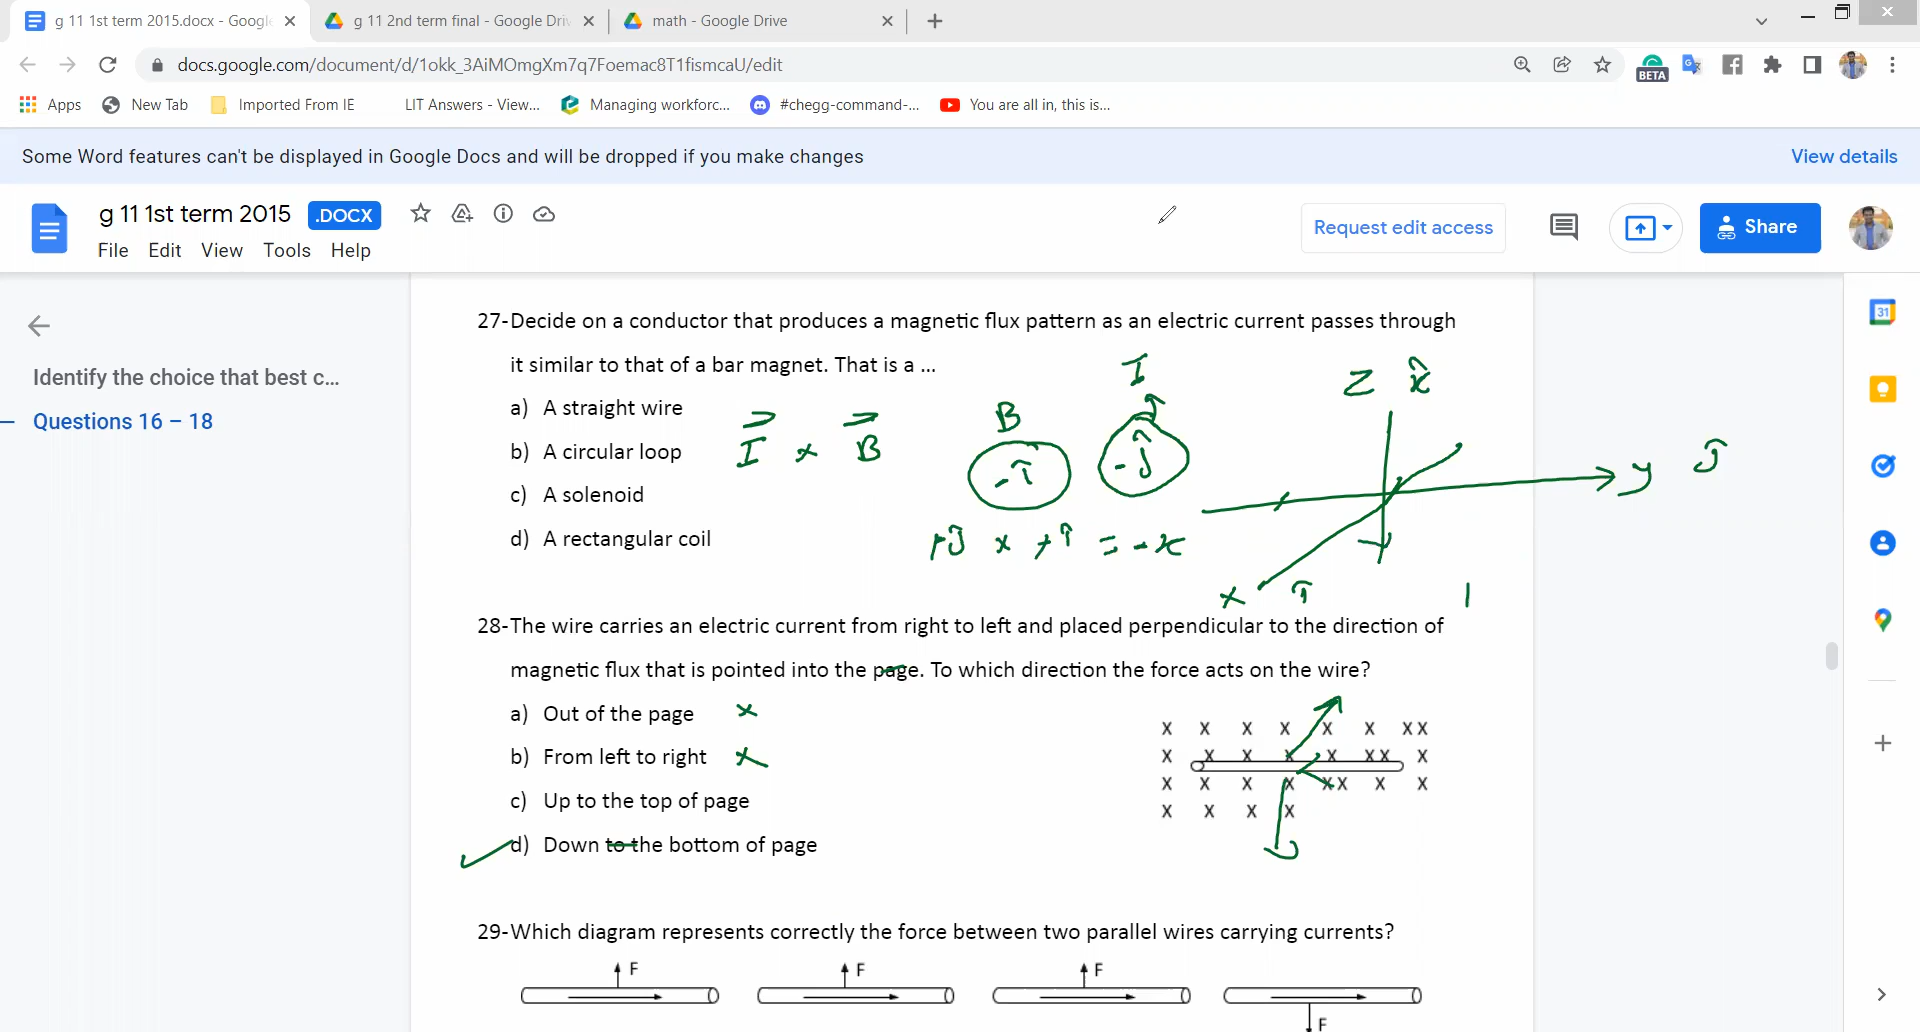 g 11 1st term 2015.docx - Google
g 11 2nd term final - Google Driv
math - Google Drive
docs.google.com/document/d/1okk_3AiMOmgXm7q7Foemac8T1fismcaU/edit
BETA
Apps
New Tab
Imported From IE
LIT Answers - View...
Managing workforc...
#chegg-command-...
You are all in, this is...
Some Word features can't be displayed in Google Docs and will be dropped if you make changes
View details
g 11 1st term 2015
.DOCX
Request edit access
Share
File Edit View Tools Help
Identify the choice that best c...
Questions 16 – 18
27-Decide on a conductor that produces a magnetic flux pattern as an electric current passes through
it similar to that of a bar magnet. That is a ...
a) A straight wire
b) A circular loop
c) A solenoid
d) A rectangular coil
I x B
B
I
Z
y
x
28-The wire carries an electric current from right to left and placed perpendicular to the direction of
magnetic flux that is pointed into the page. To which direction the force acts on the wire?
a) Out of the page x
b) From left to right x
c) Up to the top of page
d) Down to the bottom of page
X X X X X X X X
X X X X X X X X
X X X X X X X X
X X X X
29-Which diagram represents correctly the force between two parallel wires carrying currents?
F F F
F
31